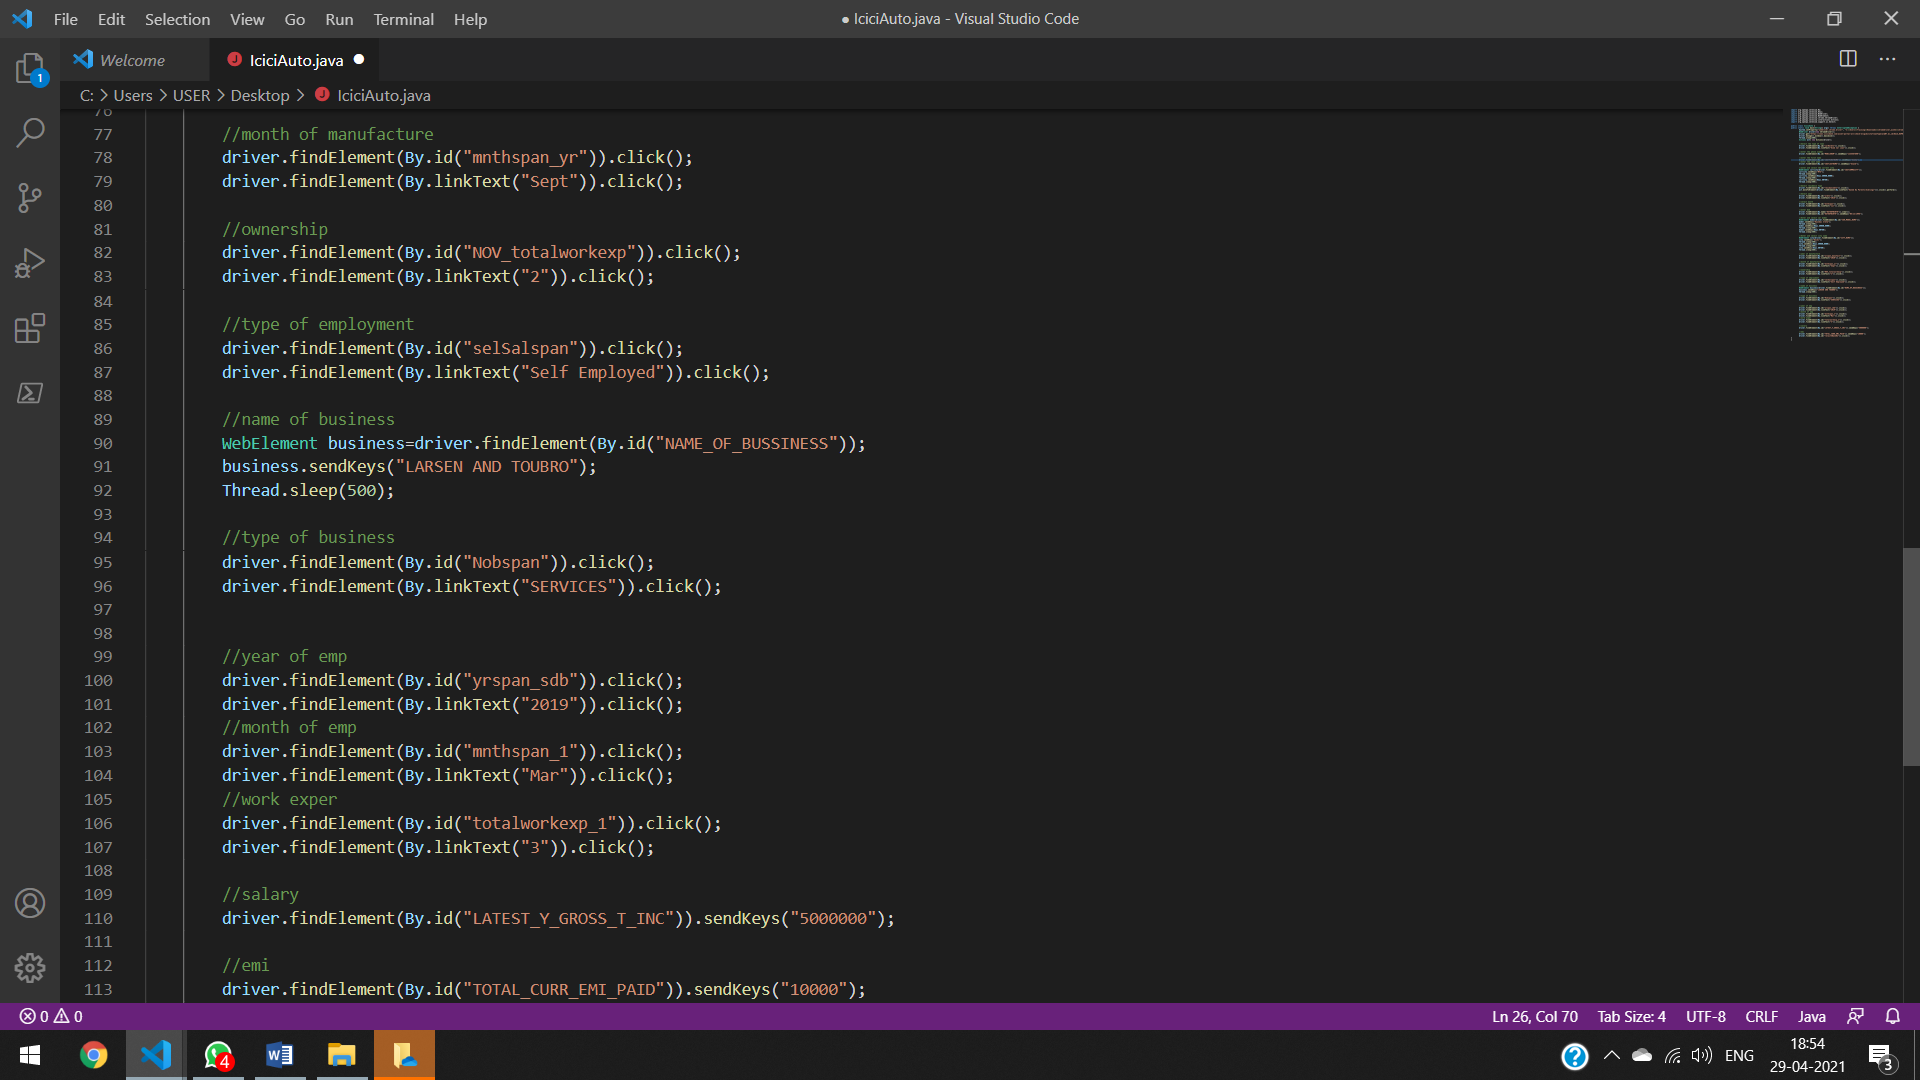 File Edit Selection View Go Run Terminal Help
● IciciAuto.java - Visual Studio Code
Welcome
J IciciAuto.java ●
1
C: > Users > USER > Desktop > J IciciAuto.java
76
77 //month of manufacture
78 driver.findElement(By.id("mnthspan_yr")).click();
79 driver.findElement(By.linkText("Sept")).click();
80
81 //ownership
82 driver.findElement(By.id("NOV_totalworkexp")).click();
83 driver.findElement(By.linkText("2")).click();
84
85 //type of employment
86 driver.findElement(By.id("selSalspan")).click();
87 driver.findElement(By.linkText("Self Employed")).click();
88
89 //name of business
90 WebElement business=driver.findElement(By.id("NAME_OF_BUSSINESS"));
91 business.sendKeys("LARSEN AND TOUBRO");
92 Thread.sleep(500);
93
94 //type of business
95 driver.findElement(By.id("Nobspan")).click();
96 driver.findElement(By.linkText("SERVICES")).click();
97
98
99 //year of emp
100 driver.findElement(By.id("yrspan_sdb")).click();
101 driver.findElement(By.linkText("2019")).click();
102 //month of emp
103 driver.findElement(By.id("mnthspan_1")).click();
104 driver.findElement(By.linkText("Mar")).click();
105 //work exper
106 driver.findElement(By.id("totalworkexp_1")).click();
107 driver.findElement(By.linkText("3")).click();
108
109 //salary
110 driver.findElement(By.id("LATEST_Y_GROSS_T_INC")).sendKeys("5000000");
111
112 //emi
113 driver.findElement(By.id("TOTAL_CURR_EMI_PAID")).sendKeys("10000");
0 0
Ln 26, Col 70 Tab Size: 4 UTF-8 CRLF Java
4
W
?
ENG
18:54
29-04-2021
3